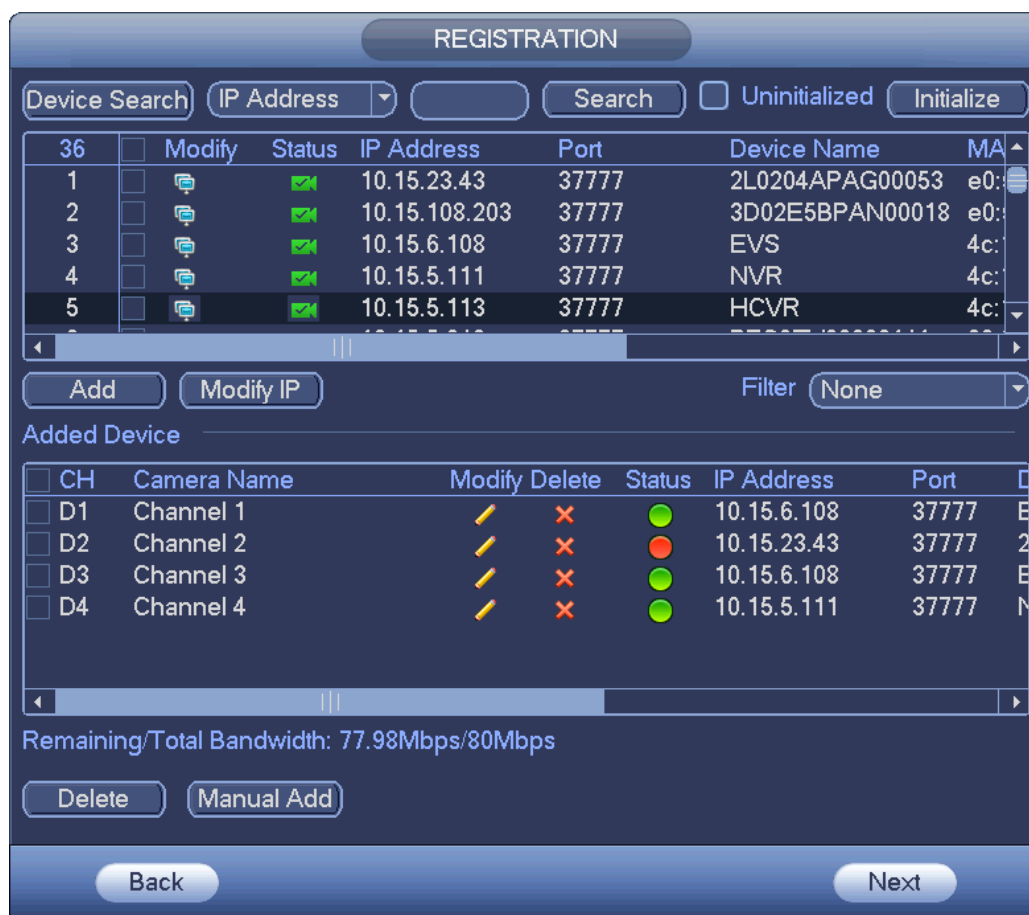 REGISTRATION
Device Search IP Address Search Uninitialized Initialize
36 Modify Status IP Address Port Device Name MA
1 10.15.23.43 37777 2L0204APAG00053 e0:
2 10.15.108.203 37777 3D02E5BPAN00018 e0:
3 10.15.6.108 37777 EVS 4c:
4 10.15.5.111 37777 NVR 4c:
5 10.15.5.113 37777 HCVR 4c:
Add Modify IP Filter None
Added Device
CH Camera Name Modify Delete Status IP Address Port
D1 Channel 1 10.15.6.108 37777 E
D2 Channel 2 10.15.23.43 37777 2
D3 Channel 3 10.15.6.108 37777 E
D4 Channel 4 10.15.5.111 37777 N
Remaining/Total Bandwidth: 77.98Mbps/80Mbps
Delete Manual Add
Back Next